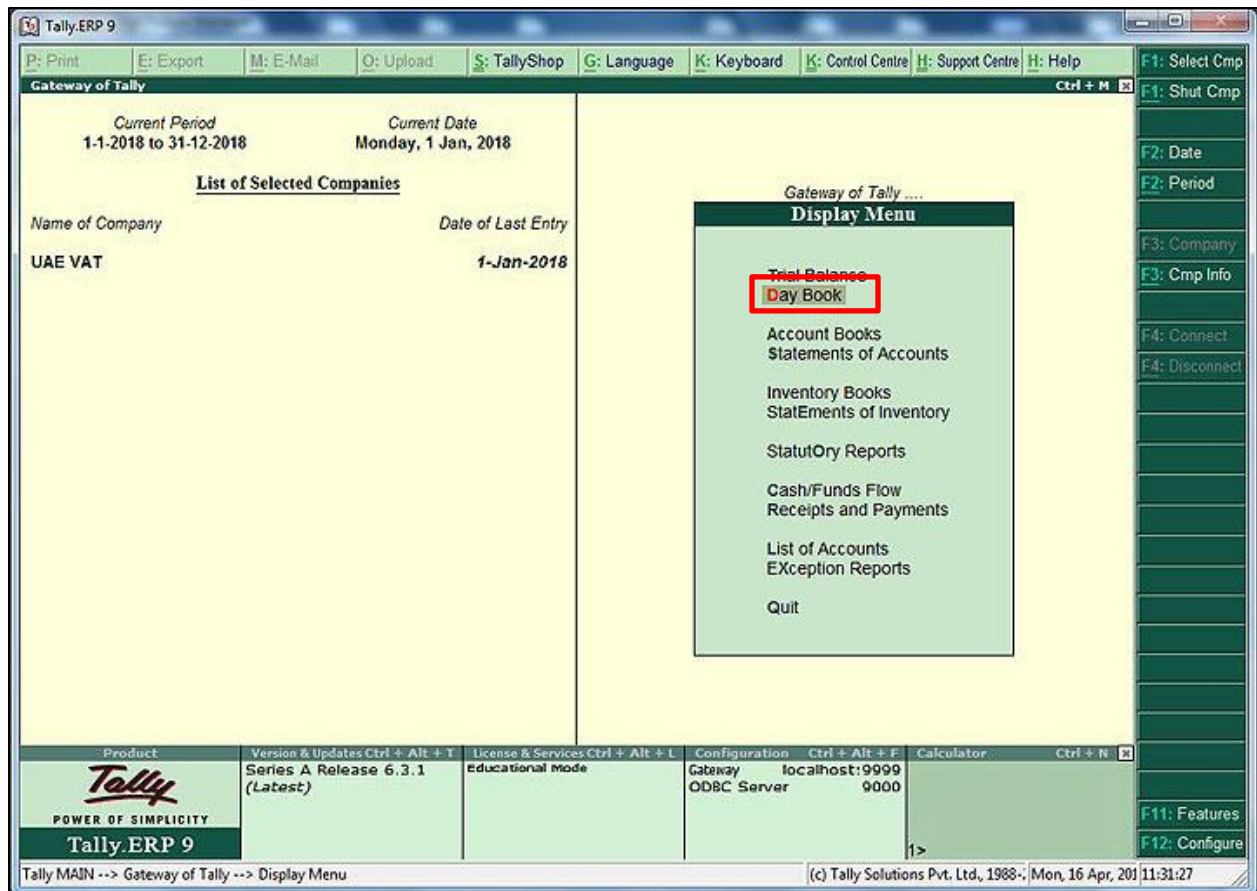 Tally.ERP 9
P: Print E: Export M: E-Mail O: Upload S: TallyShop G: Language K: Keyboard K: Control Centre H: Support Centre H: Help
Gateway of Tally Ctrl + M
Current Period Current Date
1-1-2018 to 31-12-2018 Monday, 1 Jan, 2018
List of Selected Companies
Name of Company Date of Last Entry
UAE VAT 1-Jan-2018
Gateway of Tally ....
Display Menu
Trial Balance
Day Book
Account Books
Statements of Accounts
Inventory Books
StatEments of Inventory
StatutOry Reports
Cash/Funds Flow
Receipts and Payments
List of Accounts
EXception Reports
Quit
F1: Select Cmp
F1: Shut Cmp
F2: Date
F2: Period
F3: Company
F3: Cmp Info
F4: Connect
F4: Disconnect
F11: Features
F12: Configure
Product
Tally
POWER OF SIMPLICITY
Tally.ERP 9
Version & Updates Ctrl + Alt + T
Series A Release 6.3.1
(Latest)
License & Services Ctrl + Alt + L
Educational Mode
Configuration Ctrl + Alt + F
Gateway localhost:9999
ODBC Server 9000
Calculator Ctrl + N
1>
Tally MAIN --> Gateway of Tally --> Display Menu (c) Tally Solutions Pvt. Ltd., 1988-: Mon, 16 Apr, 201 11:31:27